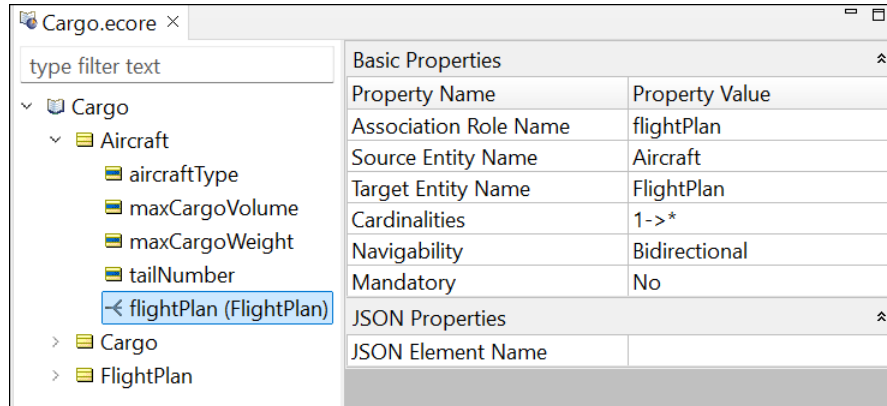 Cargo.ecore
type filter text
Cargo
Aircraft
aircraftType
maxCargoVolume
maxCargoWeight
tailNumber
flightPlan (FlightPlan)
Cargo
FlightPlan
Basic Properties
Property Name Property Value
Association Role Name flightPlan
Source Entity Name Aircraft
Target Entity Name FlightPlan
Cardinalities 1->*
Navigability Bidirectional
Mandatory No
JSON Properties
JSON Element Name